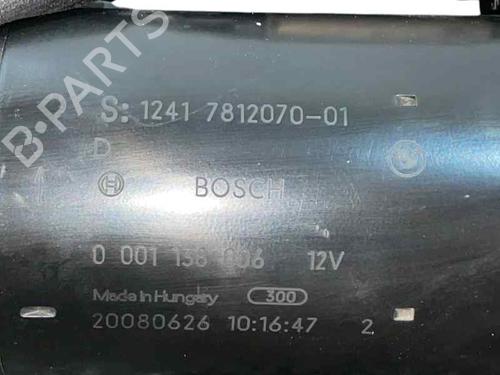 B-PARTS
S: 1241 7812070-01
D
BOSCH
0 001 138 006 12V
Made in Hungary 300
20080626 10:16:47 2